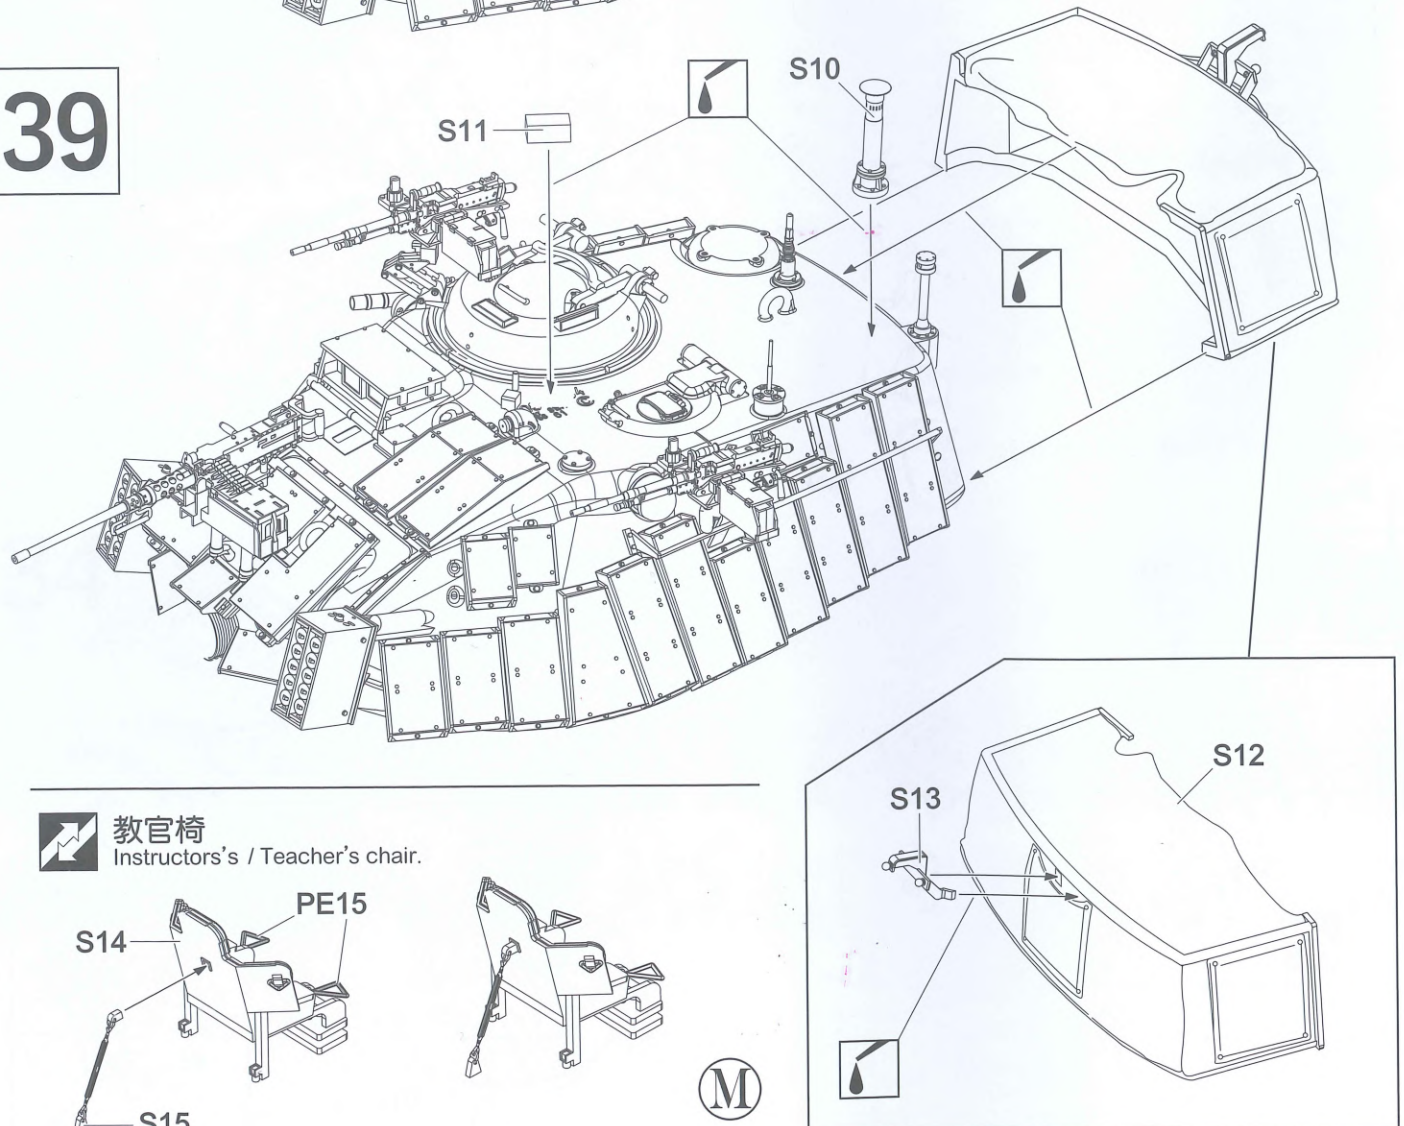 39
S10
S11
S12
S13
教官椅
Instructors's / Teacher's chair.
PE15
S14
S15
M